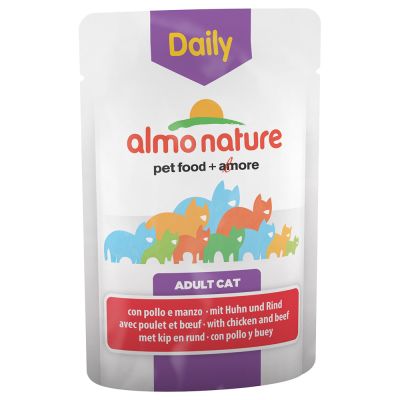 Daily
almo nature
pet food + amore
ADULT CAT
con pollo e manzo - mit Huhn und Rind
avec poulet et bœuf - with chicken and beef
met kip en rund - con pollo y buey